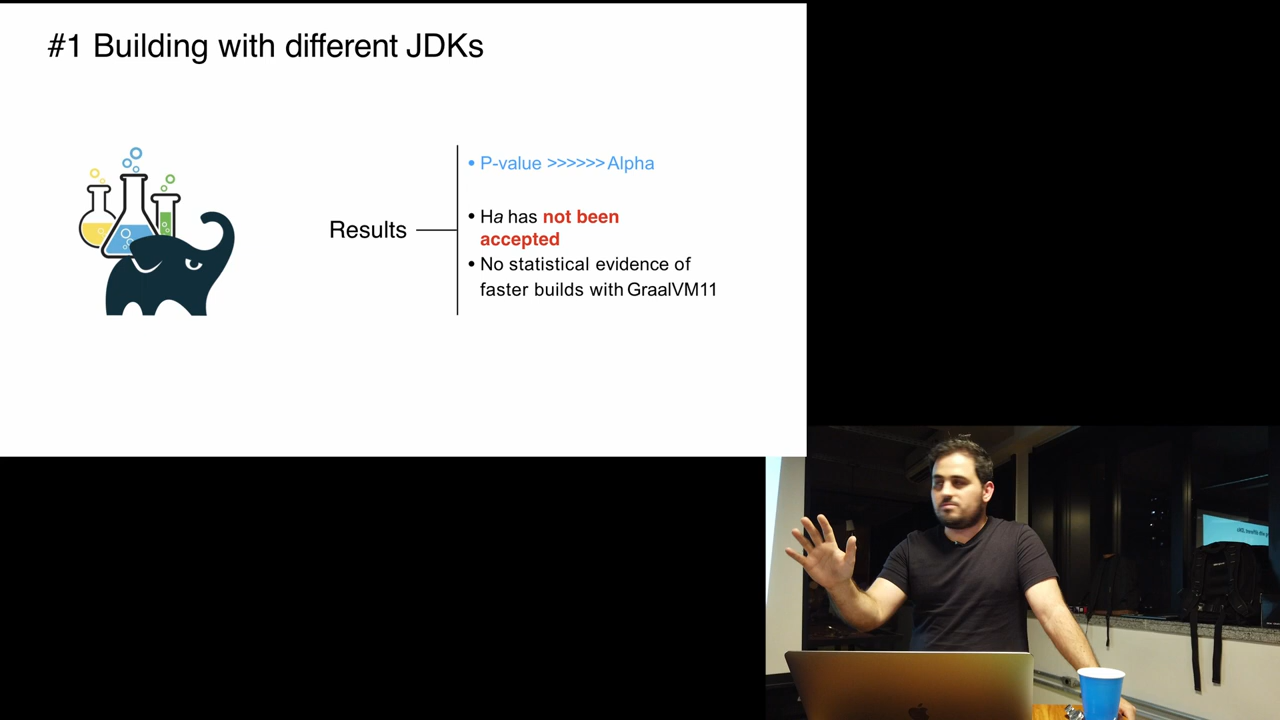 #1 Building with different JDKs
Results
• P-value >>>>>> Alpha
• Ha has not been
accepted
• No statistical evidence of
faster builds with GraalVM11